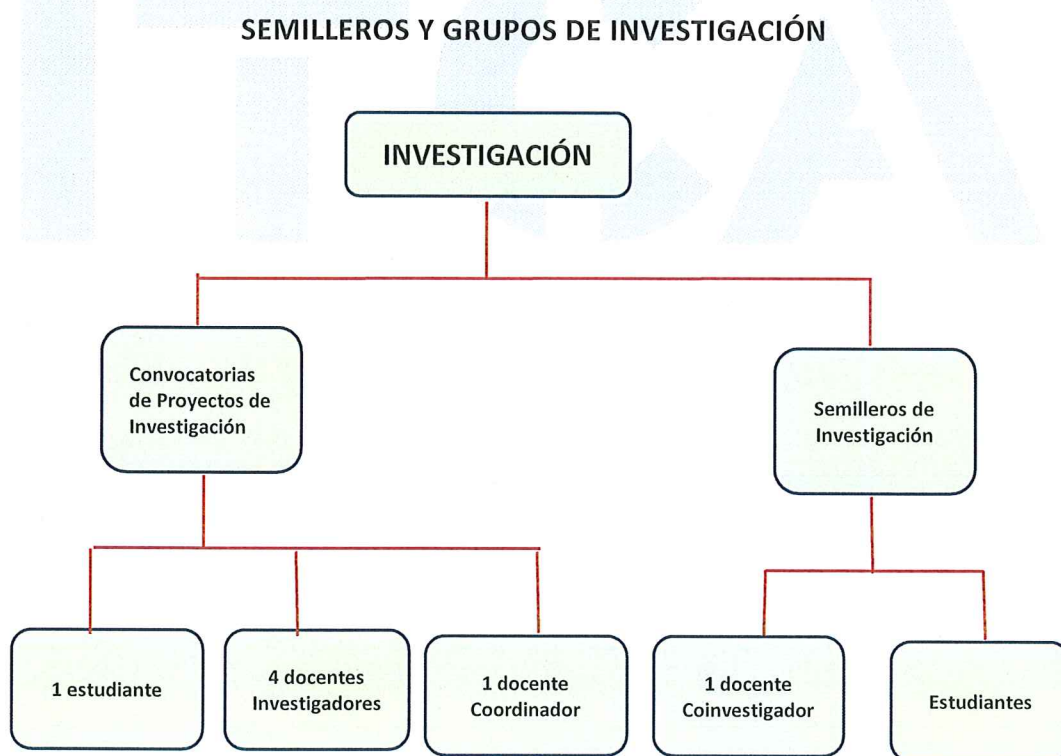 SEMILLEROS Y GRUPOS DE INVESTIGACIÓN
INVESTIGACIÓN
Convocatorias
de Proyectos de
Investigación
Semilleros de
Investigación
1 estudiante
4 docentes
Investigadores
1 docente
Coordinador
1 docente
Coinvestigador
Estudiantes